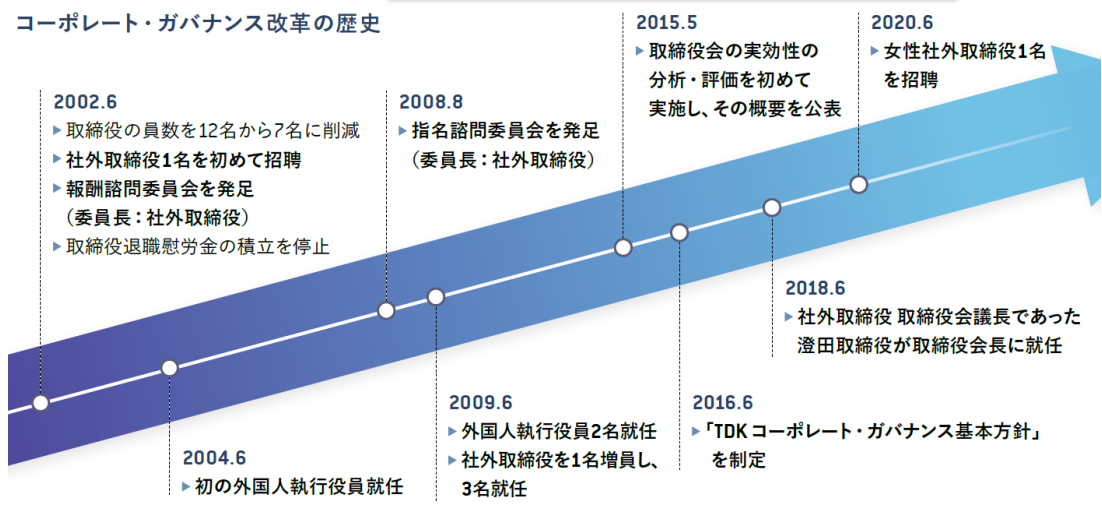 コーポレート・ガバナンス改革の歴史
2002.6
取締役の員数を12名から7名に削減
社外取締役1名を初めて招聘
報酬諮問委員会を発足
（委員長：社外取締役）
取締役退職慰労金の積立を停止
2004.6
初の外国人執行役員就任
2008.8
指名諮問委員会を発足
（委員長：社外取締役）
2009.6
外国人執行役員2名就任
社外取締役を1名増員し、
3名就任
2015.5
取締役会の実効性の
分析・評価を初めて
実施し、その概要を公表
2016.6
「TDK コーポレート・ガバナンス基本方針」
を制定
2018.6
社外取締役 取締役会議長であった
澄田取締役が取締役会長に就任
2020.6
女性社外取締役1名
を招聘